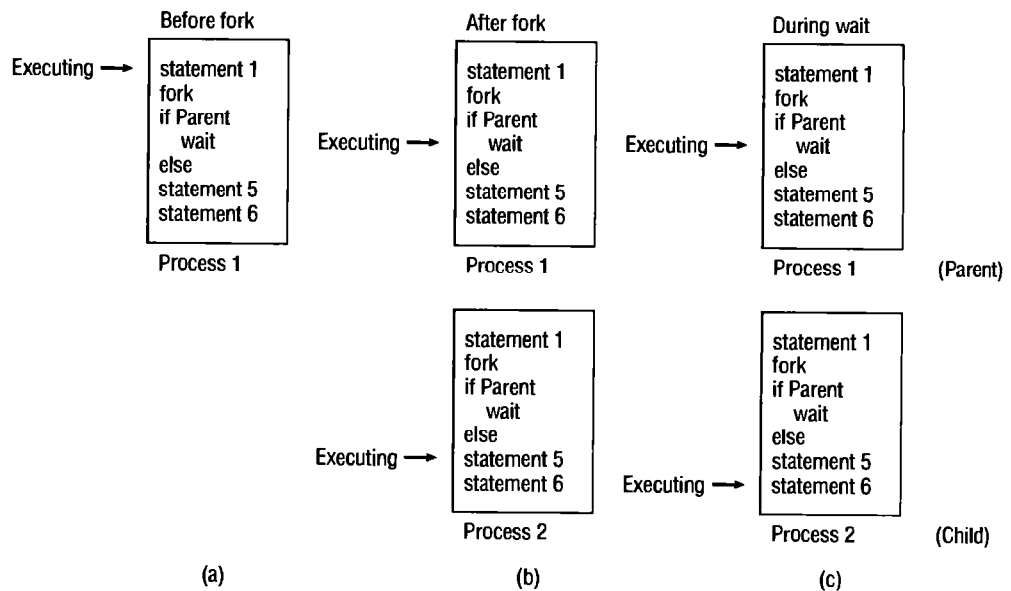 Before fork
Executing
statement 1
fork
if Parent
wait
else
statement 5
statement 6
Process 1
After fork
Executing
statement 1
fork
if Parent
wait
else
statement 5
statement 6
Process 1
During wait
Executing
statement 1
fork
if Parent
wait
else
statement 5
statement 6
Process 1
(Parent)
Executing
statement 1
fork
if Parent
wait
else
statement 5
statement 6
Process 2
Executing
statement 1
fork
if Parent
wait
else
statement 5
statement 6
Process 2
(Child)
(a)
(b)
(c)